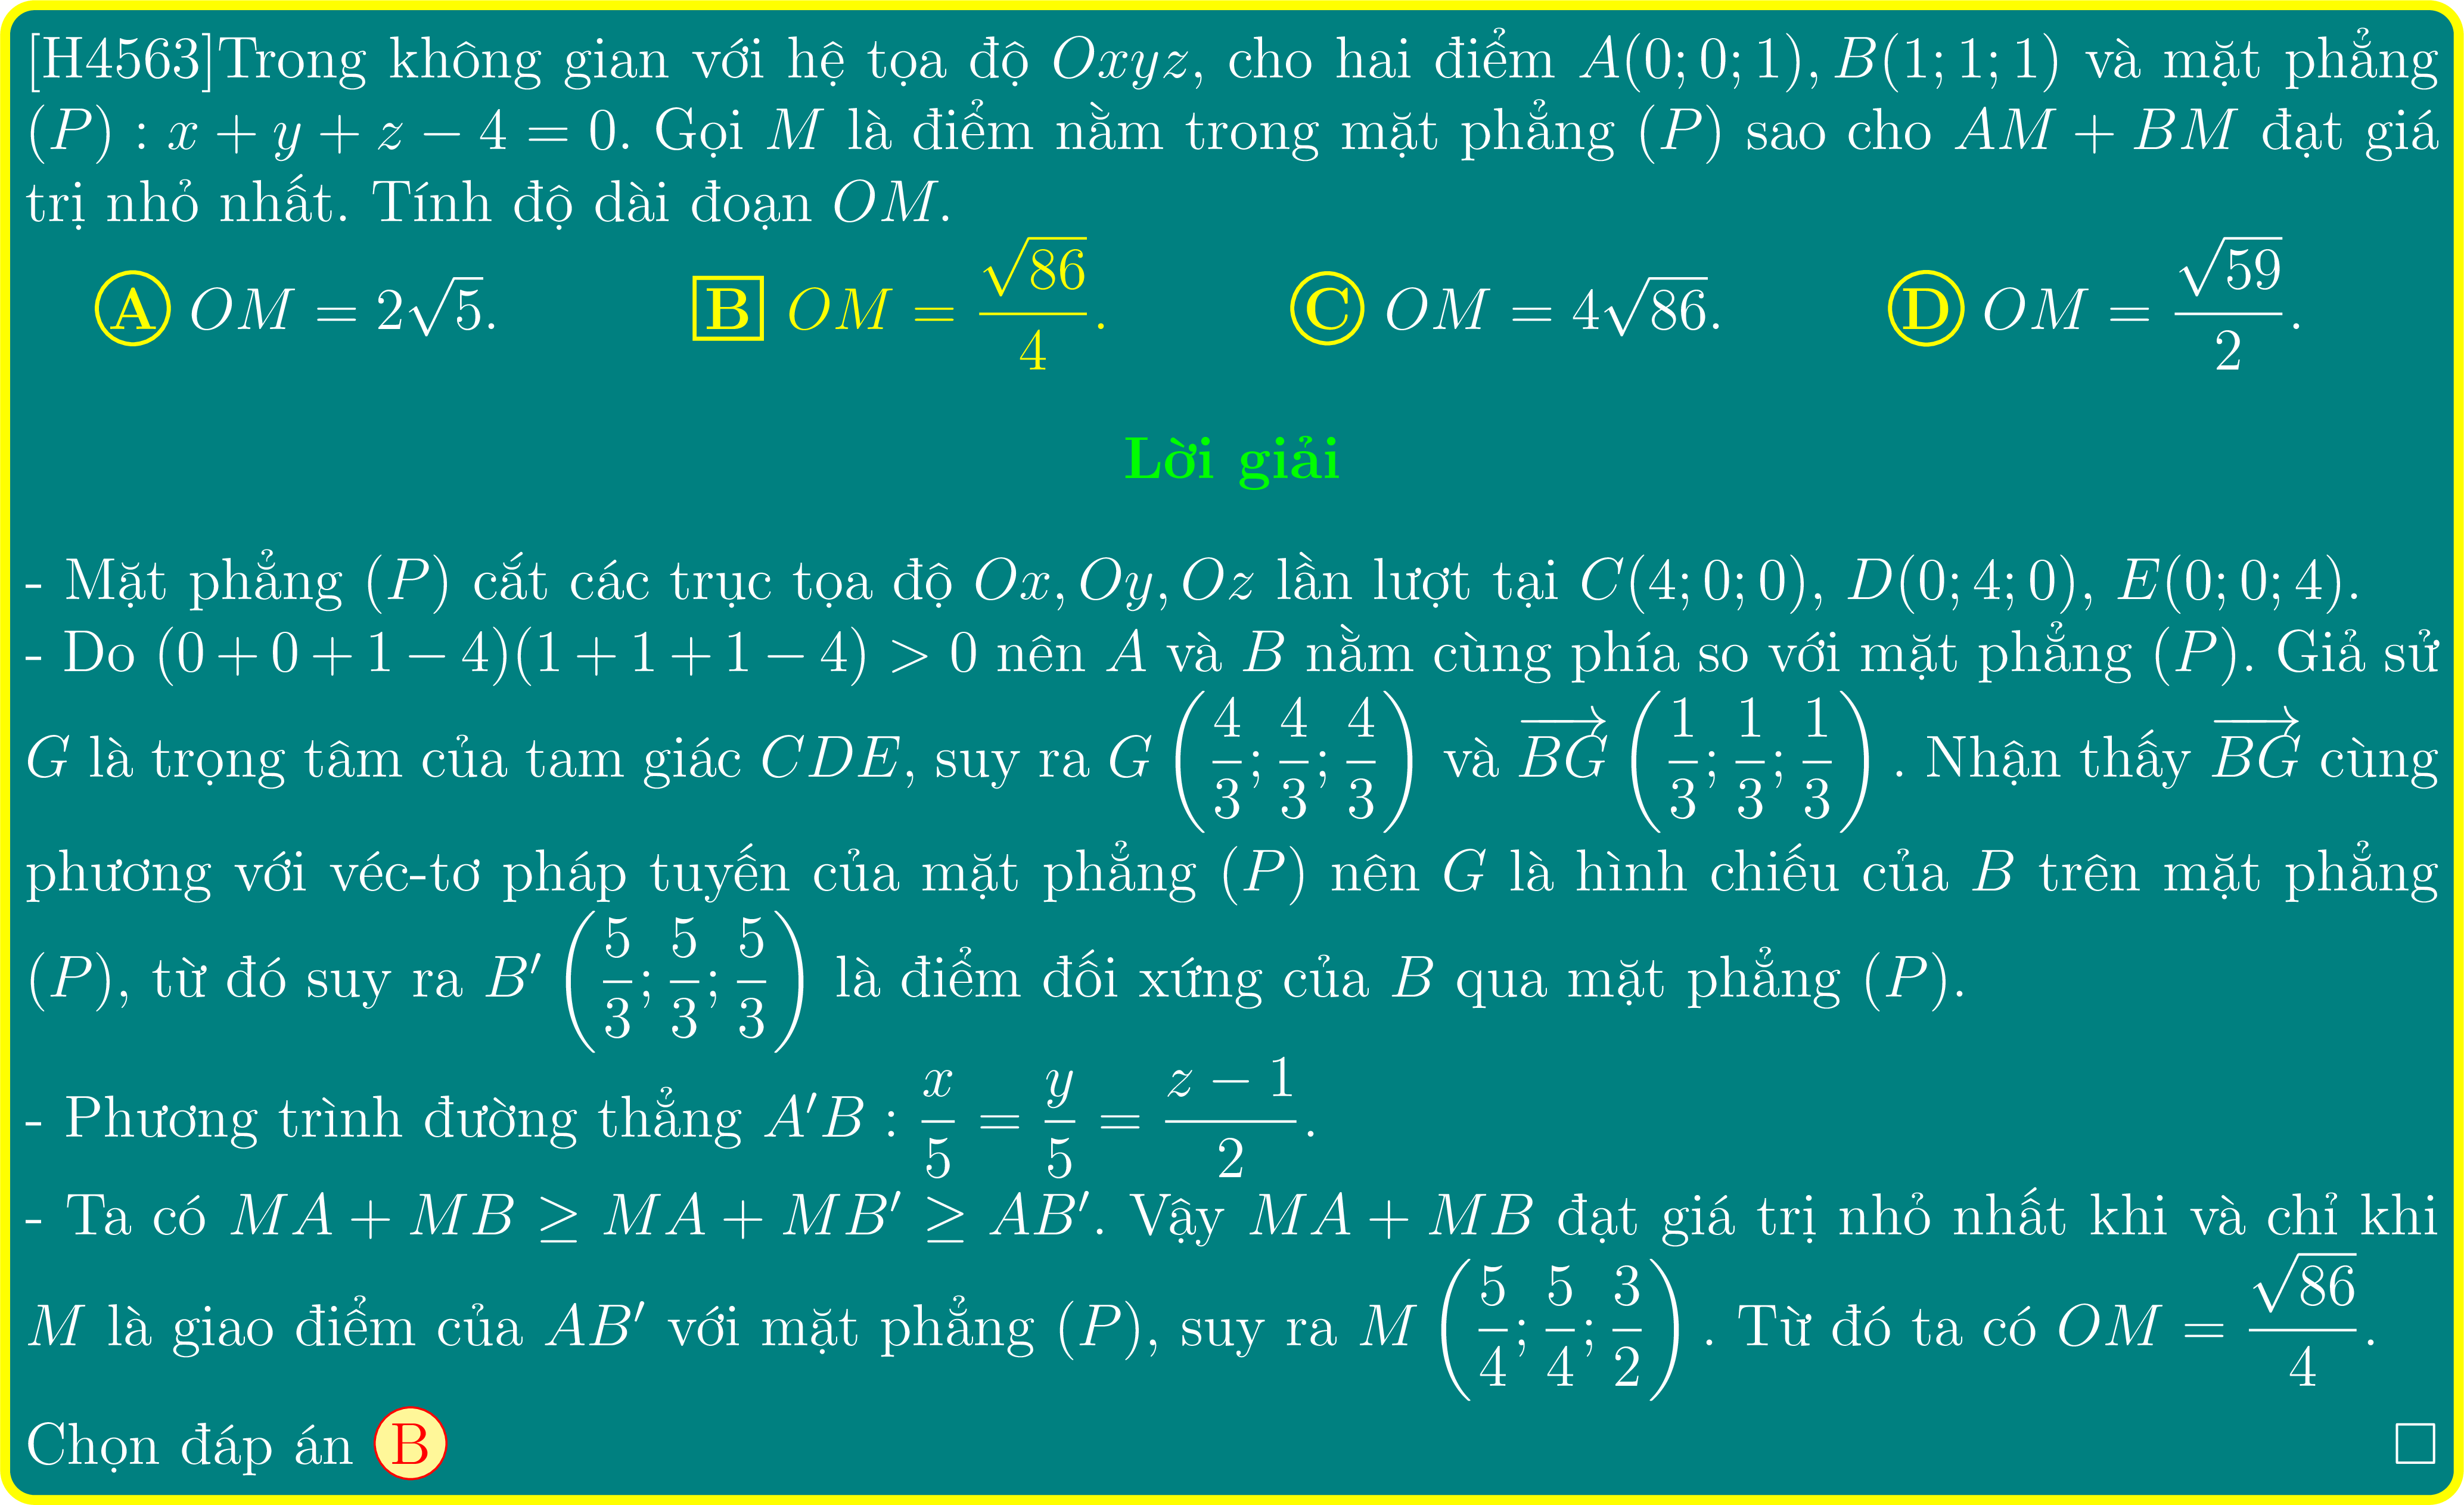 [H4563]Trong không gian với hệ tọa độ Oxyz, cho hai điểm A(0; 0; 1), B(1; 1; 1) và mặt phẳng
(P) : x + y + z − 4 = 0. Gọi M là điểm nằm trong mặt phẳng (P) sao cho AM + BM đạt giá
trị nhỏ nhất. Tính độ dài đoạn OM.
A OM = 2√5. B OM = √86/4. C OM = 4√86. D OM = √59/2.
Lời giải
- Mặt phẳng (P) cắt các trục tọa độ Ox, Oy, Oz lần lượt tại C(4; 0; 0), D(0; 4; 0), E(0; 0; 4).
- Do (0 + 0 + 1 − 4)(1 + 1 + 1 − 4) > 0 nên A và B nằm cùng phía so với mặt phẳng (P). Giả sử
G là trọng tâm của tam giác CDE, suy ra G (4/3; 4/3; 4/3) và →BG (1/3; 1/3; 1/3) . Nhận thấy →BG cùng
phương với véc-tơ pháp tuyến của mặt phẳng (P) nên G là hình chiếu của B trên mặt phẳng
(P), từ đó suy ra B′ (5/3; 5/3; 5/3) là điểm đối xứng của B qua mặt phẳng (P).
- Phương trình đường thẳng A′B : x/5 = y/5 = (z − 1)/2.
- Ta có MA + MB ≥ MA + MB′ ≥ AB′. Vậy MA + MB đạt giá trị nhỏ nhất khi và chỉ khi
M là giao điểm của AB′ với mặt phẳng (P), suy ra M (5/4; 5/4; 3/2) . Từ đó ta có OM = √86/4.
Chọn đáp án B □